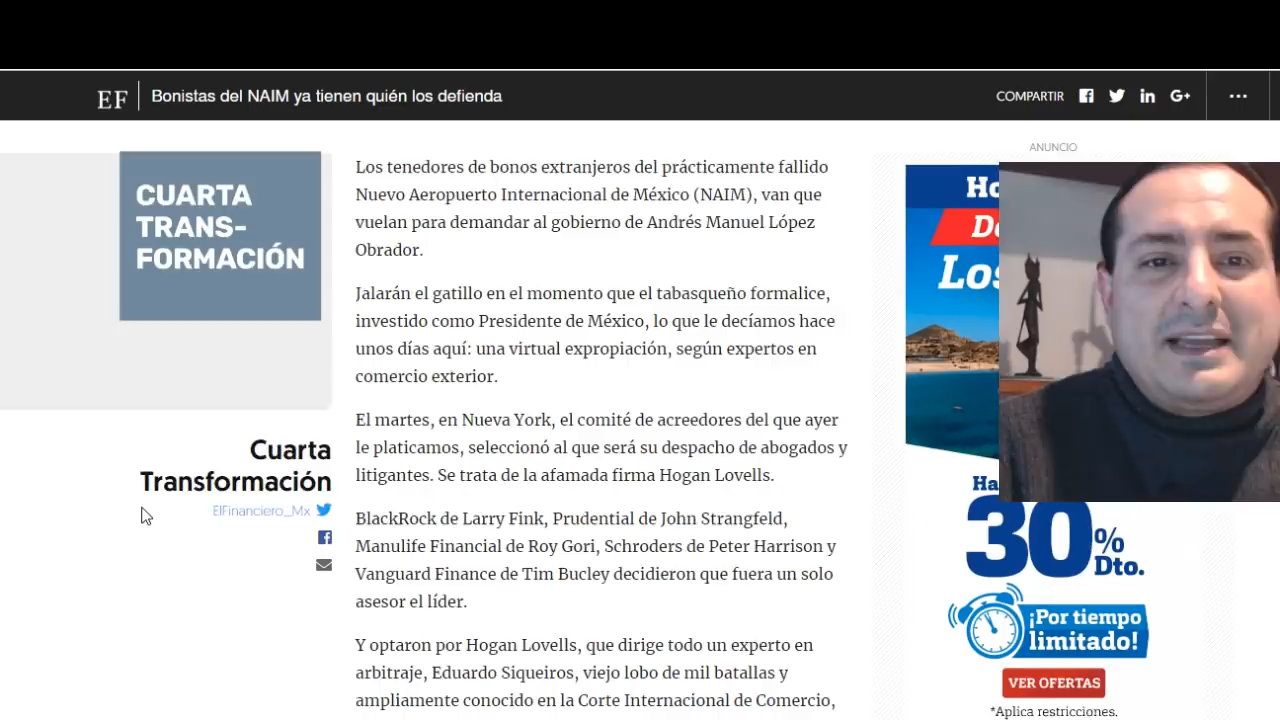 EF
Bonistas del NAIM ya tienen quién los defienda
COMPARTIR
ANUNCIO
CUARTA
TRANS-
FORMACIÓN
Cuarta
Transformación
ElFinanciero_Mx
Los tenedores de bonos extranjeros del prácticamente fallido
Nuevo Aeropuerto Internacional de México (NAIM), van que
vuelan para demandar al gobierno de Andrés Manuel López
Obrador.
Jalarán el gatillo en el momento que el tabasqueño formalice,
investido como Presidente de México, lo que le decíamos hace
unos días aquí: una virtual expropiación, según expertos en
comercio exterior.
El martes, en Nueva York, el comité de acreedores del que ayer
le platicamos, seleccionó al que será su despacho de abogados y
litigantes. Se trata de la afamada firma Hogan Lovells.
BlackRock de Larry Fink, Prudential de John Strangfeld,
Manulife Financial de Roy Gori, Schroders de Peter Harrison y
Vanguard Finance de Tim Bucley decidieron que fuera un solo
asesor el líder.
Y optaron por Hogan Lovells, que dirige todo un experto en
arbitraje, Eduardo Siqueiros, viejo lobo de mil batallas y
ampliamente conocido en la Corte Internacional de Comercio,
Los
30%
Dto.
¡Por tiempo
limitado!
VER OFERTAS
*Aplica restricciones.